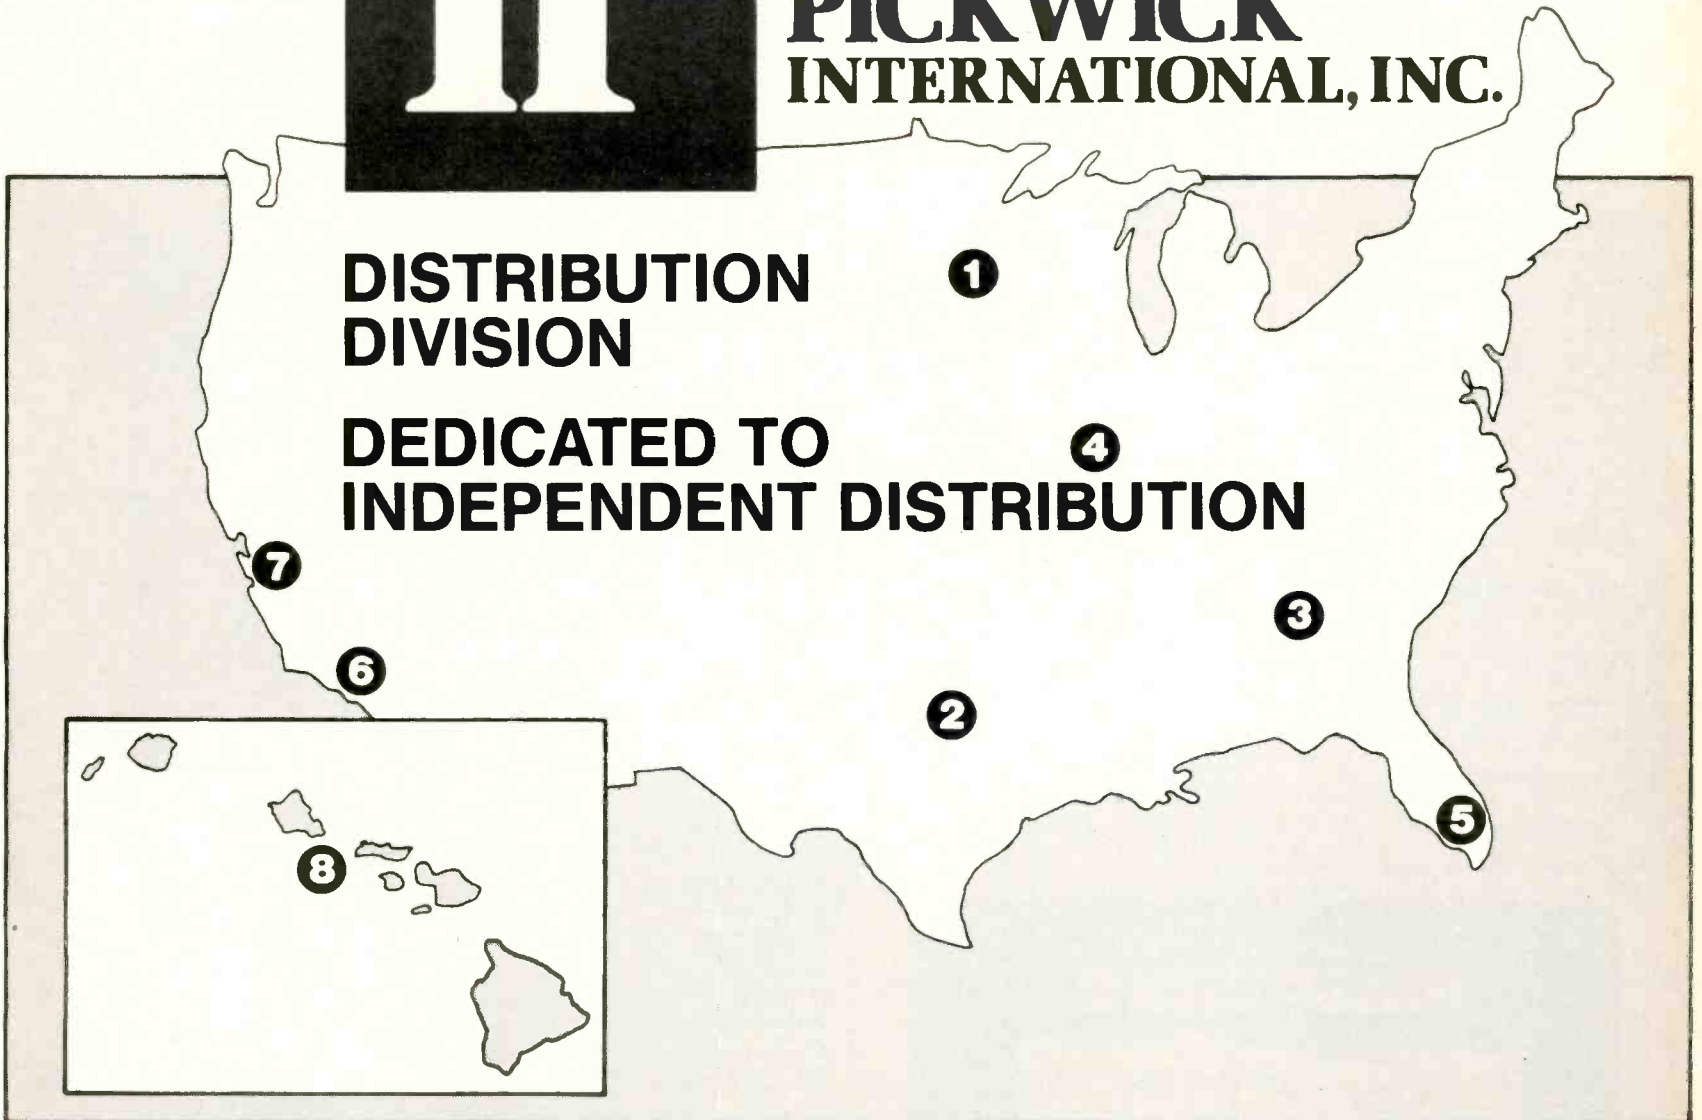 PICKWICK
INTERNATIONAL, INC.
DISTRIBUTION
DIVISION
1
DEDICATED TO
4
INDEPENDENT DISTRIBUTION
7
3
6
2
5
8